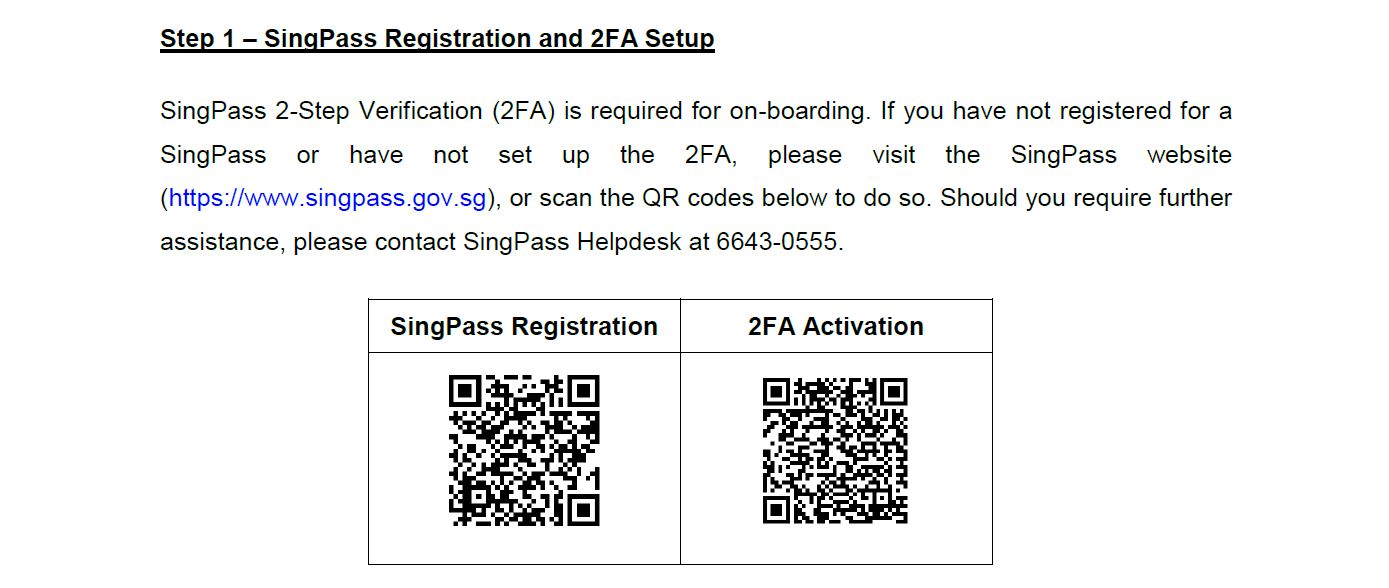 Step 1 – SingPass Registration and 2FA Setup
SingPass 2-Step Verification (2FA) is required for on-boarding. If you have not registered for a
SingPass or have not set up the 2FA, please visit the SingPass website
(https://www.singpass.gov.sg), or scan the QR codes below to do so. Should you require further
assistance, please contact SingPass Helpdesk at 6643-0555.
SingPass Registration
2FA Activation